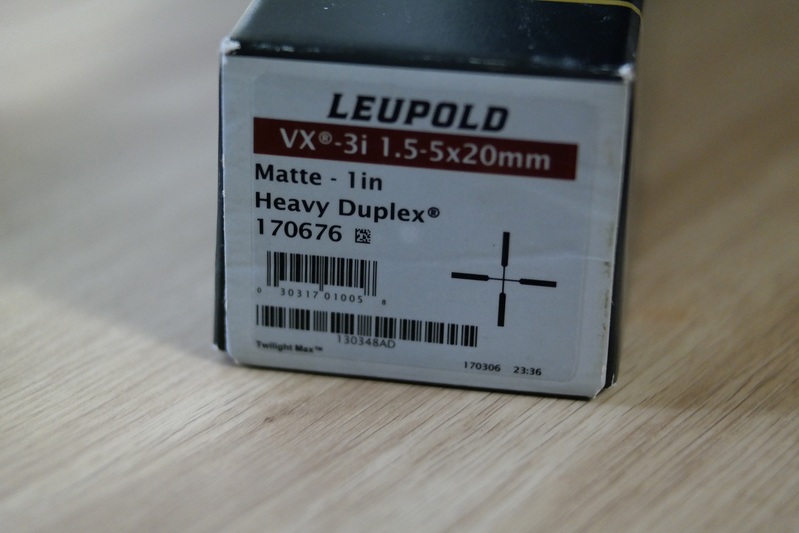 LEUPOLD
VX®-3i 1.5-5x20mm
Matte - 1in
Heavy Duplex®
170676
0 30317 01005 8
130348AD
Twilight Max™
170306 23:36